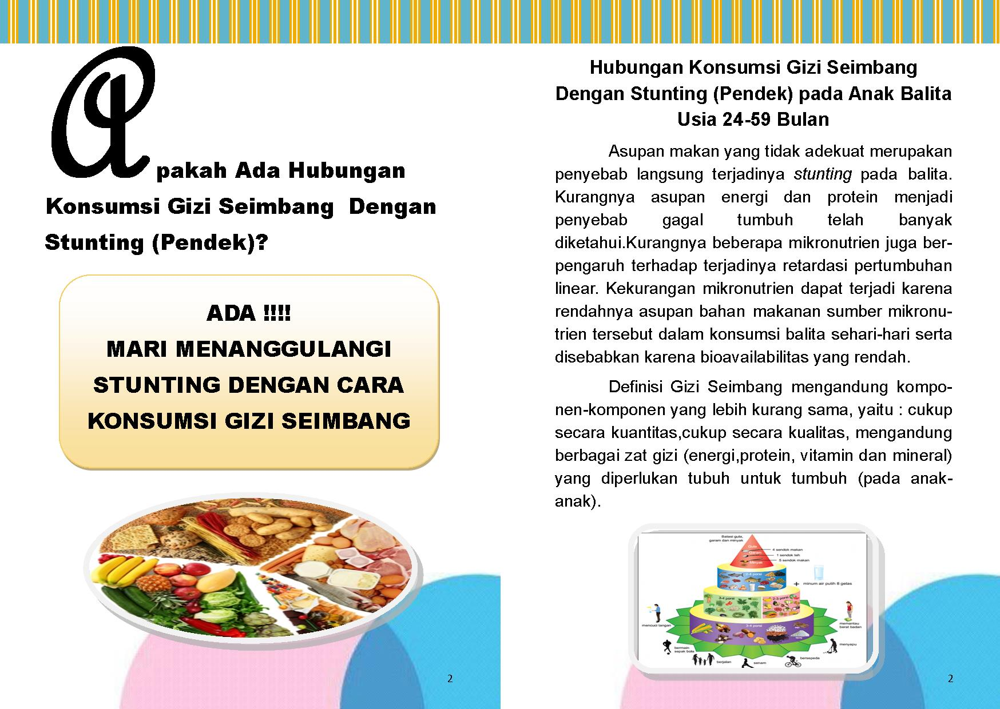 Apakah Ada Hubungan
Konsumsi Gizi Seimbang Dengan
Stunting (Pendek)?
ADA !!!!
MARI MENANGGULANGI
STUNTING DENGAN CARA
KONSUMSI GIZI SEIMBANG
2
Hubungan Konsumsi Gizi Seimbang
Dengan Stunting (Pendek) pada Anak Balita
Usia 24-59 Bulan
Asupan makan yang tidak adekuat merupakan
penyebab langsung terjadinya stunting pada balita.
Kurangnya asupan energi dan protein menjadi
penyebab gagal tumbuh telah banyak
diketahui.Kurangnya beberapa mikronutrien juga ber-
pengaruh terhadap terjadinya retardasi pertumbuhan
linear. Kekurangan mikronutrien dapat terjadi karena
rendahnya asupan bahan makanan sumber mikronu-
trien tersebut dalam konsumsi balita sehari-hari serta
disebabkan karena bioavailabilitas yang rendah.
Definisi Gizi Seimbang mengandung kompo-
nen-komponen yang lebih kurang sama, yaitu : cukup
secara kuantitas,cukup secara kualitas, mengandung
berbagai zat gizi (energi,protein, vitamin dan mineral)
yang diperlukan tubuh untuk tumbuh (pada anak-
anak).
Batasi gula,
garam dan minyak
Gula
Garam
Minyak
4 sendok makan
1 sendok teh
5 sendok makan
2-4 porsi
+ minum air putih 8 gelas
3-4 porsi
2-3 porsi
3-4 porsi
mencuci tangan
memantau
berat badan
bermain
sepak bola
menyapu
berjalan
senam
bersepeda
2